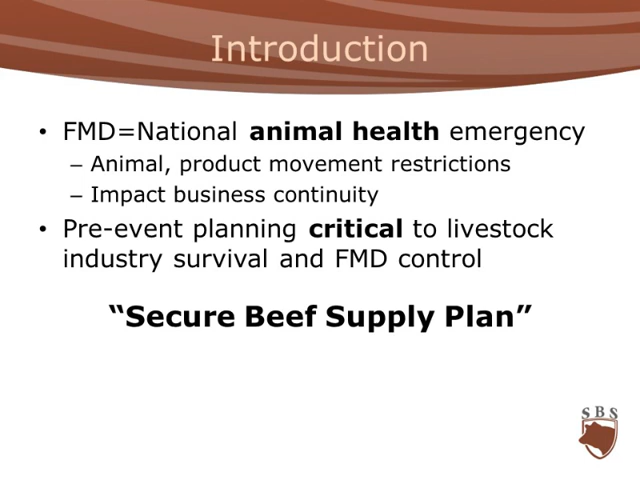 Introduction
• FMD=National animal health emergency
– Animal, product movement restrictions
– Impact business continuity
• Pre-event planning critical to livestock
industry survival and FMD control
“Secure Beef Supply Plan”
SBS